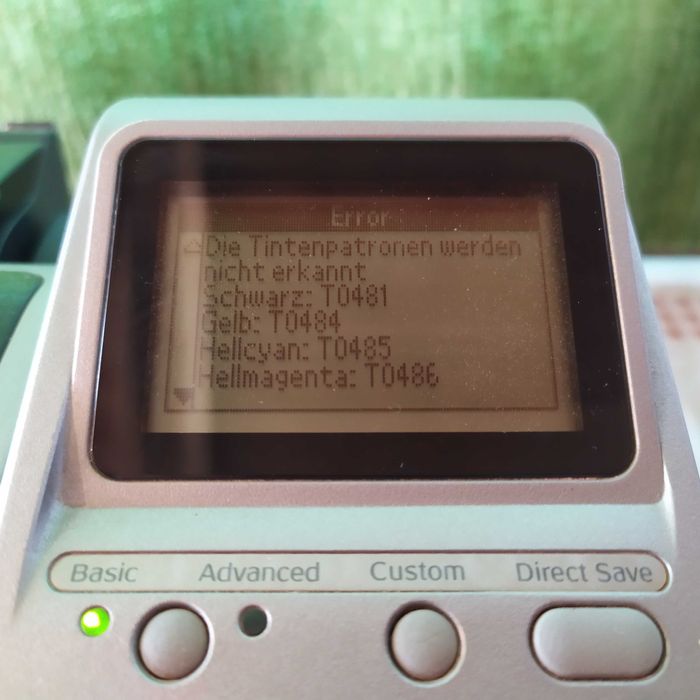 Error
Die Tintenpatronen werden
nicht erkannt
Schwarz: T0481
Gelb: T0484
Hellcyan: T0485
Hellmagenta: T0486
Basic Advanced Custom Direct Save